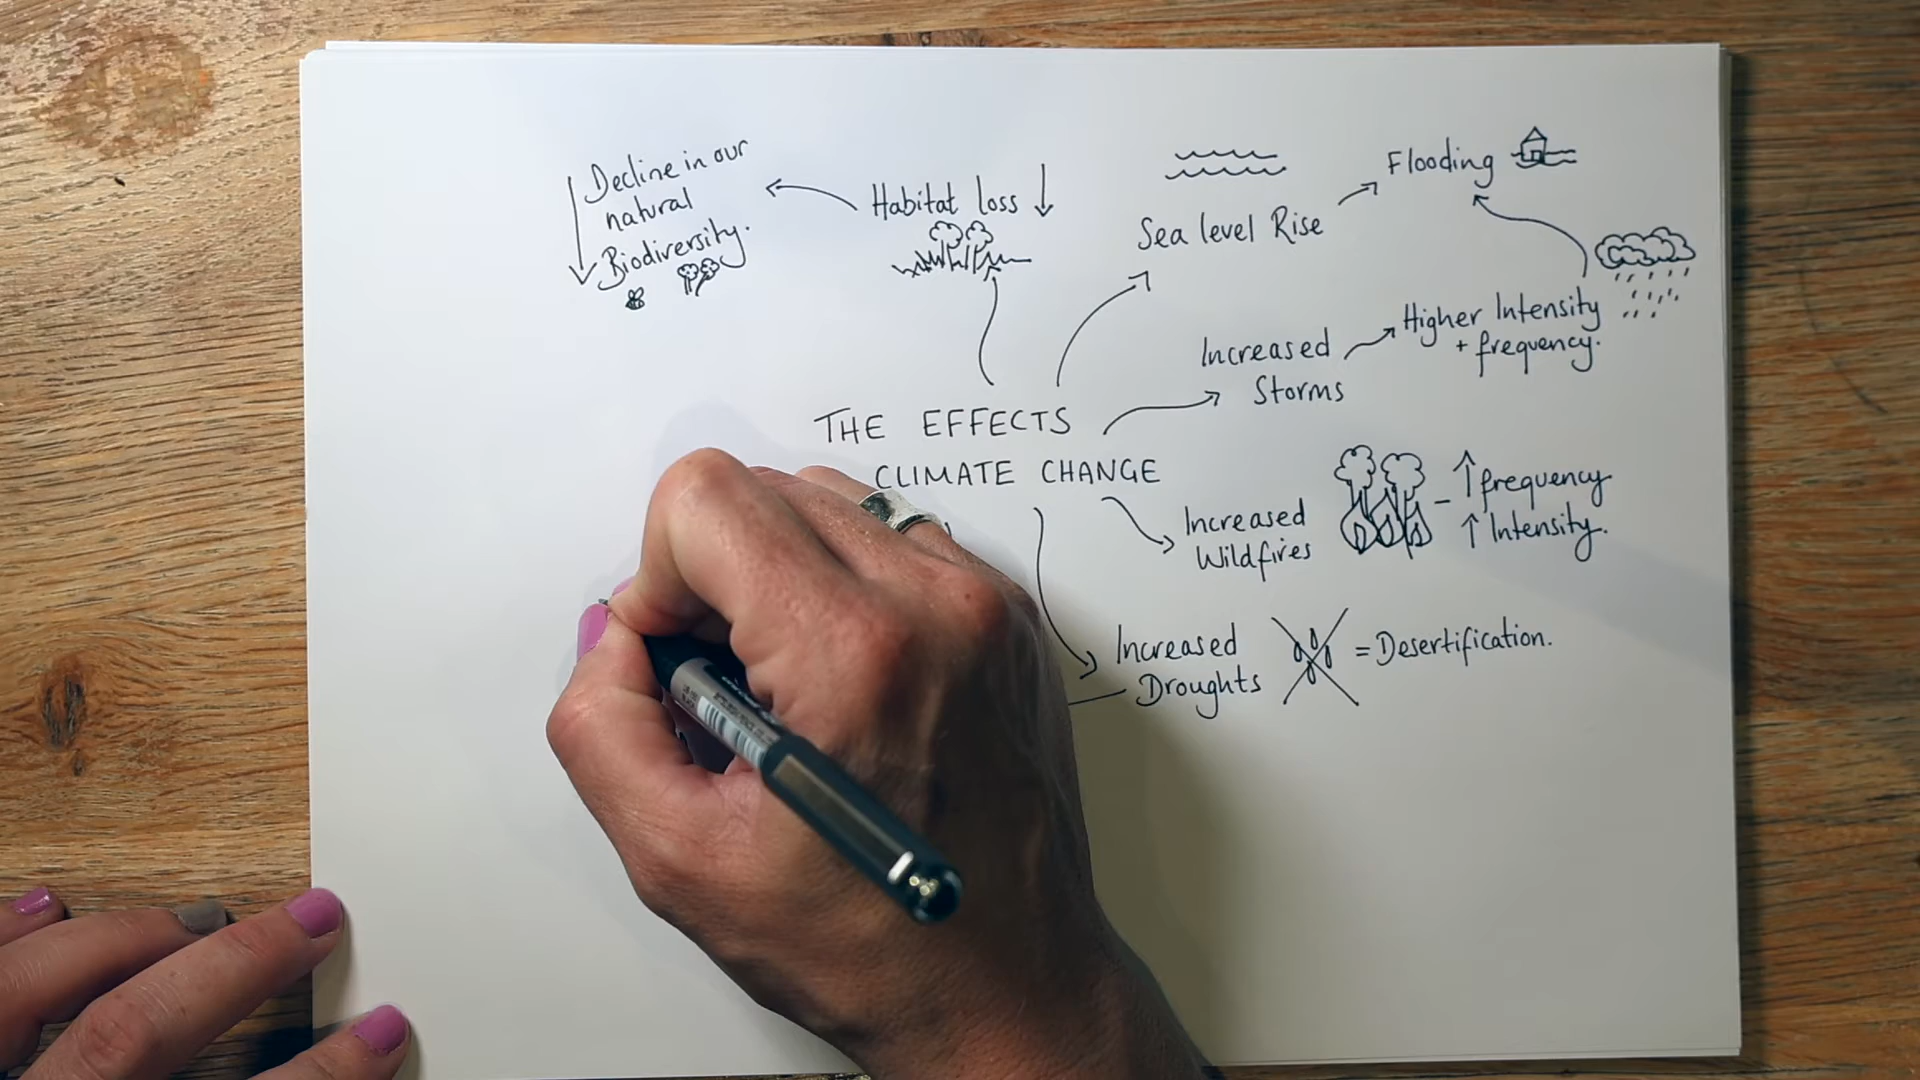 Decline in our
natural
Biodiversity.
Habitat loss
Sea level Rise
Flooding
Increased
Storms
Higher Intensity
+ frequency.
THE EFFECTS
CLIMATE CHANGE
Increased
Wildfires
- ↑ frequency
↑ Intensity.
Increased
Droughts
= Desertification.